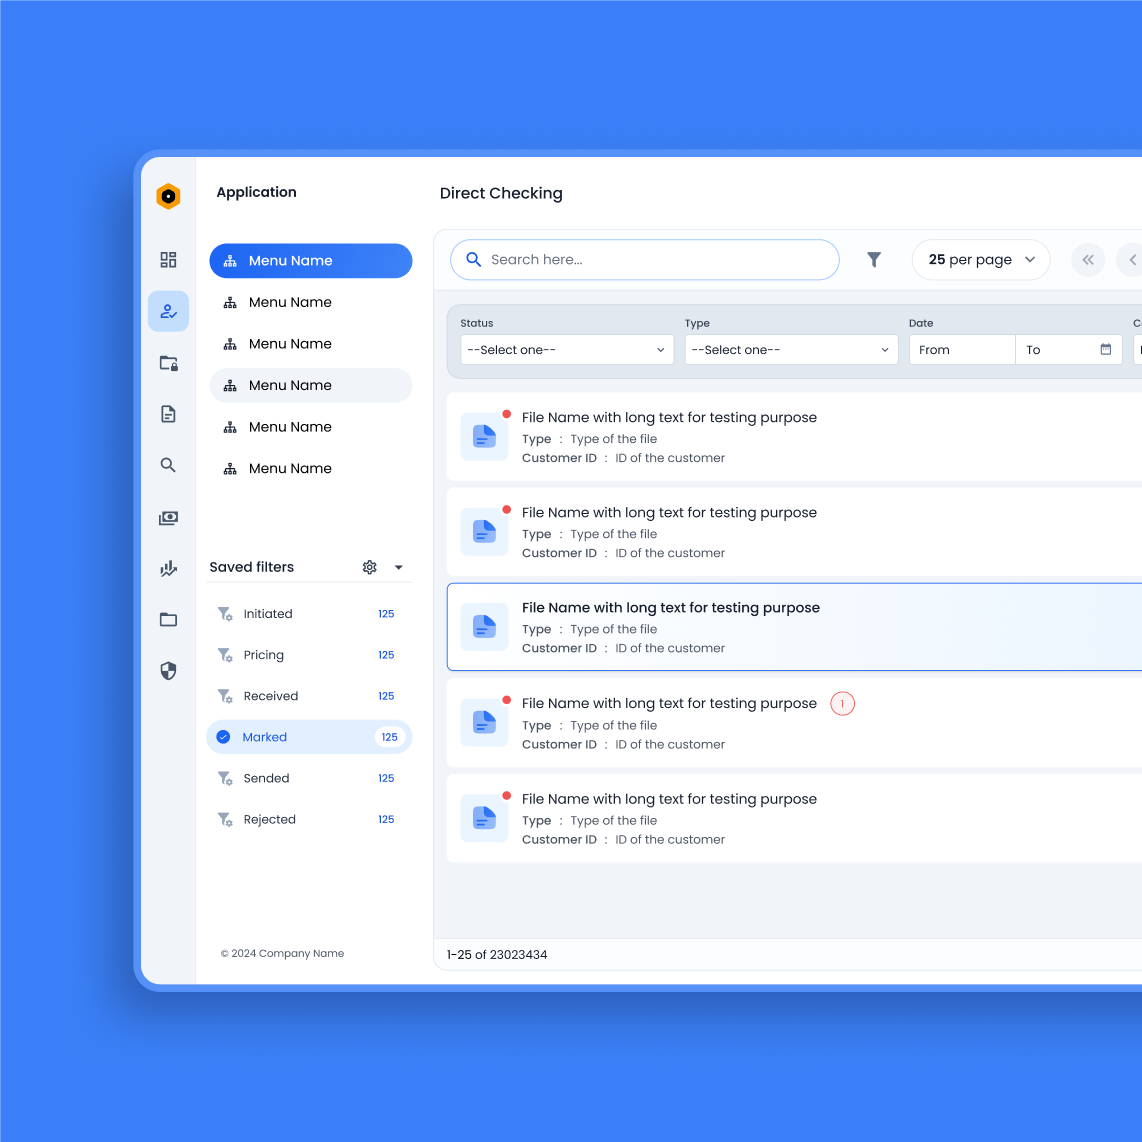 Application
Direct Checking
Menu Name
Menu Name
Menu Name
Menu Name
Menu Name
Menu Name
Saved filters
Initiated 125
Pricing 125
Received 125
Marked 125
Sended 125
Rejected 125
© 2024 Company Name
Search here...
25 per page
Status
Type
Date
--Select one--
--Select one--
From
To
File Name with long text for testing purpose
Type : Type of the file
Customer ID : ID of the customer
File Name with long text for testing purpose
Type : Type of the file
Customer ID : ID of the customer
File Name with long text for testing purpose
Type : Type of the file
Customer ID : ID of the customer
File Name with long text for testing purpose 1
Type : Type of the file
Customer ID : ID of the customer
File Name with long text for testing purpose
Type : Type of the file
Customer ID : ID of the customer
1-25 of 23023434